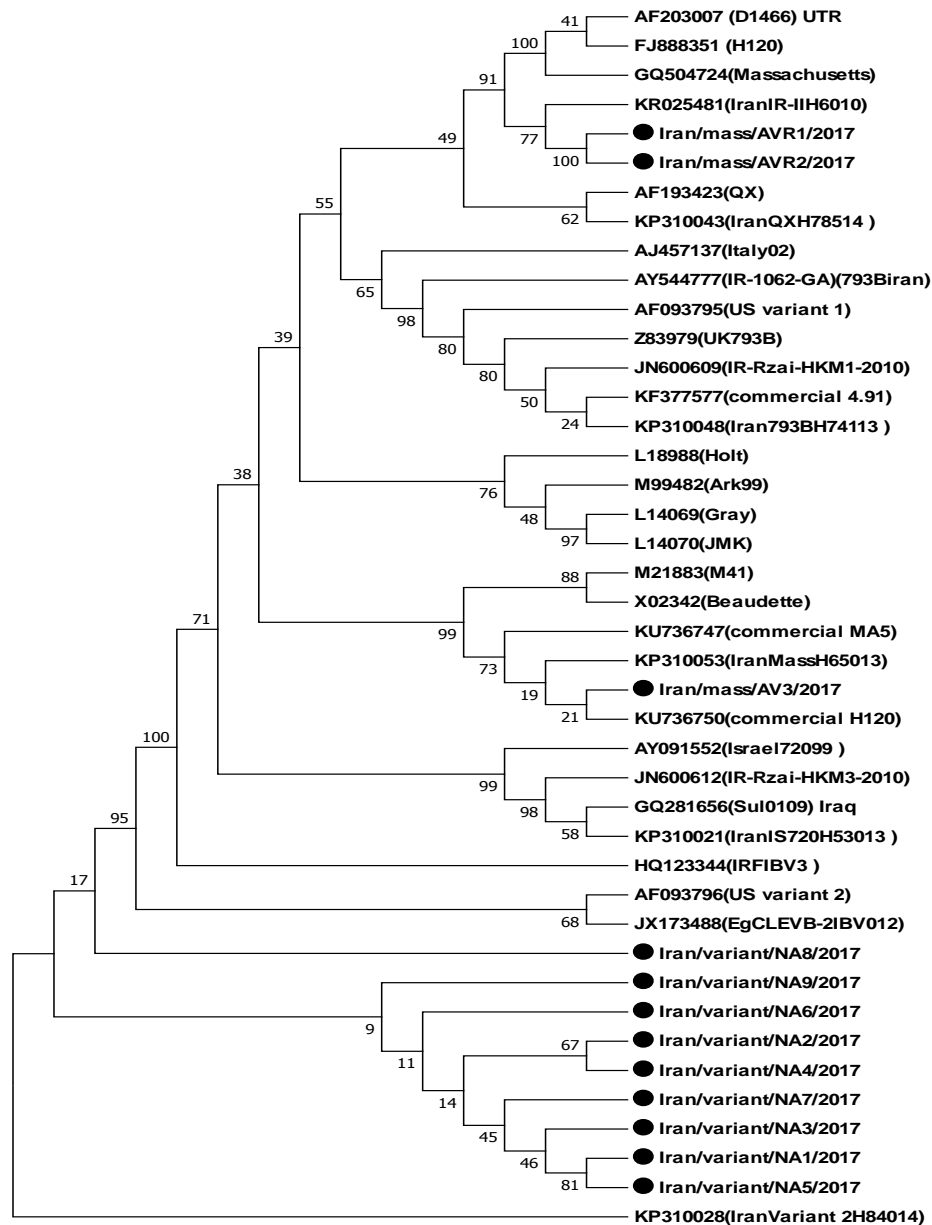 AF203007 (D1466) UTR
41
FJ888351 (H120)
100
GQ504724(Massachusetts)
91
KR025481(IranIR-IIH6010)
Iran/mass/AVR1/2017
77
49
Iran/mass/AVR2/2017
100
AF193423(QX)
55
KP310043(IranQXH78514 )
62
AJ457137(Italy02)
65
AY544777(IR-1062-GA)(793Biran)
98
AF093795(US variant 1)
39
80
Z83979(UK793B)
80
JN600609(IR-Rzai-HKM1-2010)
50
KF377577(commercial 4.91)
24
KP310048(Iran793BH74113 )
L18988(Holt)
38
76
M99482(Ark99)
48
L14069(Gray)
97
L14070(JMK)
M21883(M41)
88
X02342(Beaudette)
71
99
KU736747(commercial MA5)
73
KP310053(IranMassH65013)
19
Iran/mass/AV3/2017
21
KU736750(commercial H120)
100
AY091552(Israel72099 )
99
JN600612(IR-Rzai-HKM3-2010)
98
GQ281656(Sul0109) Iraq
95
58
KP310021(IranIS720H53013 )
HQ123344(IRFIBV3 )
17
AF093796(US variant 2)
68
JX173488(EgCLEVB-2IBV012)
Iran/variant/NA8/2017
Iran/variant/NA9/2017
9
Iran/variant/NA6/2017
11
Iran/variant/NA2/2017
67
Iran/variant/NA4/2017
14
Iran/variant/NA7/2017
45
Iran/variant/NA3/2017
46
Iran/variant/NA1/2017
81
Iran/variant/NA5/2017
KP310028(IranVariant 2H84014)